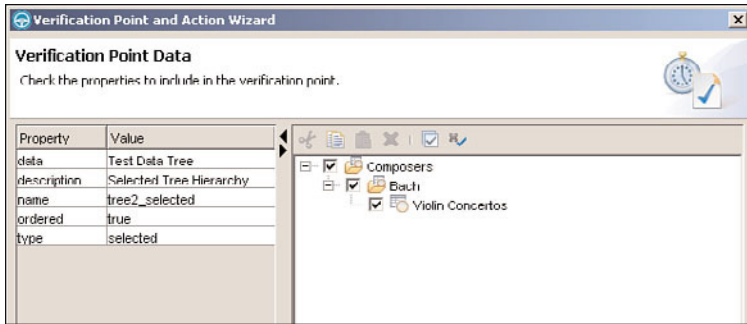 Verification Point and Action Wizard
Verification Point Data
Check the properties to include in the verification point.
Property Value
data Test Data Tree
description Selected Tree Hierarchy
name tree2_selected
ordered true
type selected
Composers
Bach
Violin Concertos